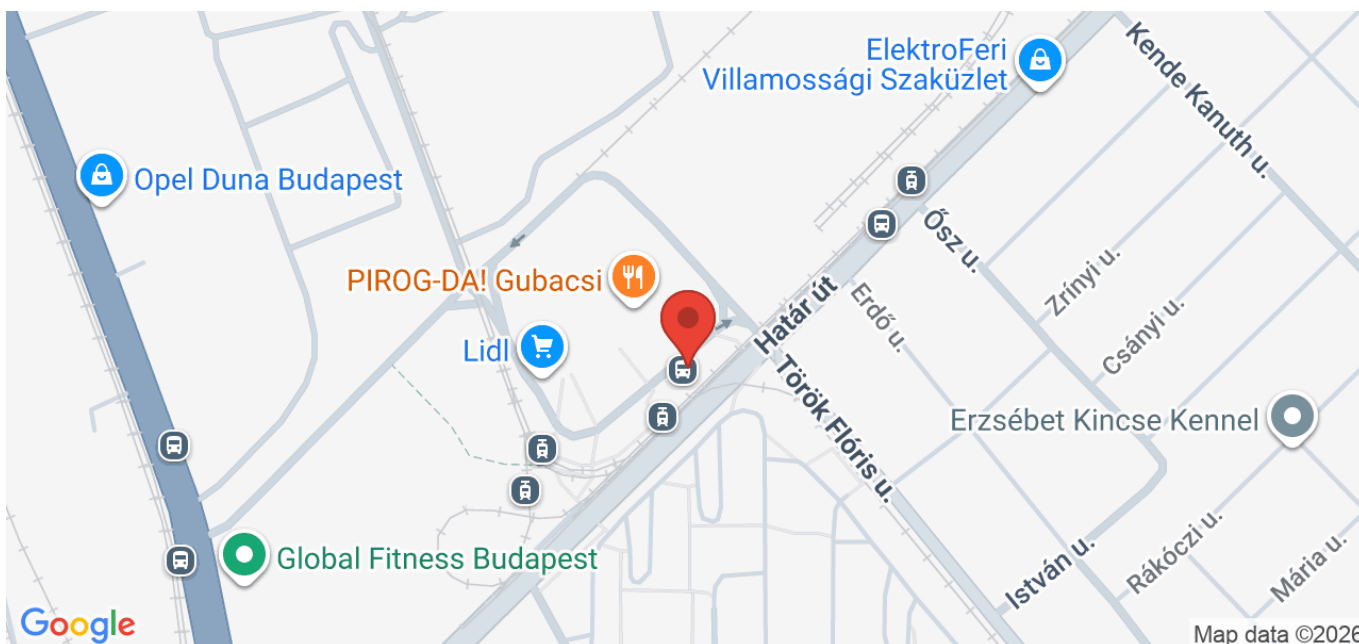 ElektroFeri
Villamossági Szaküzlet
Kende Kanuth u.
Opel Duna Budapest
Ősz u.
PIROG-DA! Gubacsi
Zrínyi u.
Határ út
Erdő u.
Csányi u.
Lidl
Török Flóris u.
Erzsébet Kincse Kennel
Global Fitness Budapest
István u.
Rákóczi u.
Mária u.
Google
Map data ©2026